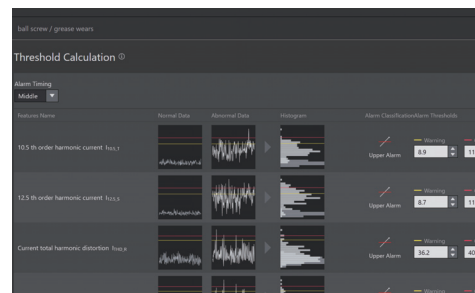 ball screw / grease wears
Threshold Calculation
Alarm Timing
Middle
Features Name Normal Data Abnormal Data Histogram Alarm Classification Alarm Thresholds
10.5 th order harmonic current
Upper Alarm
Warning
8.9
11
12.5 th order harmonic current
Upper Alarm
Warning
8.7
11
Current total harmonic distortion
Upper Alarm
Warning
36.2
40
Warning